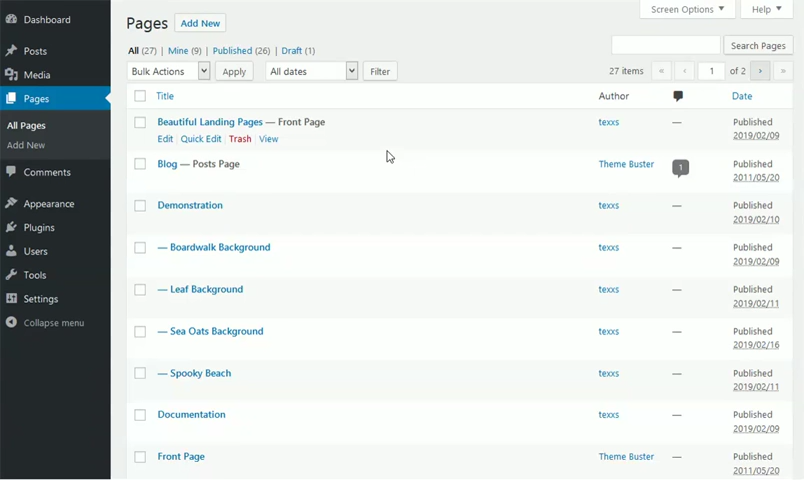 Dashboard
Posts
Media
Pages
All Pages
Add New
Comments
Appearance
Plugins
Users
Tools
Settings
Collapse menu
Screen Options
Help
Pages Add New
All (27) | Mine (9) | Published (26) | Draft (1)
Search Pages
Bulk Actions Apply All dates Filter 27 items « ‹ 1 of 2 › »
Title Author Date
Beautiful Landing Pages — Front Page texxs — Published
Edit | Quick Edit | Trash | View 2019/02/09
Blog — Posts Page Theme Buster 1 Published
2011/05/20
Demonstration texxs — Published
2019/02/10
— Boardwalk Background texxs — Published
2019/02/09
— Leaf Background texxs — Published
2019/02/11
— Sea Oats Background texxs — Published
2019/02/16
— Spooky Beach texxs — Published
2019/02/11
Documentation texxs — Published
2019/02/09
Front Page Theme Buster — Published
2011/05/20